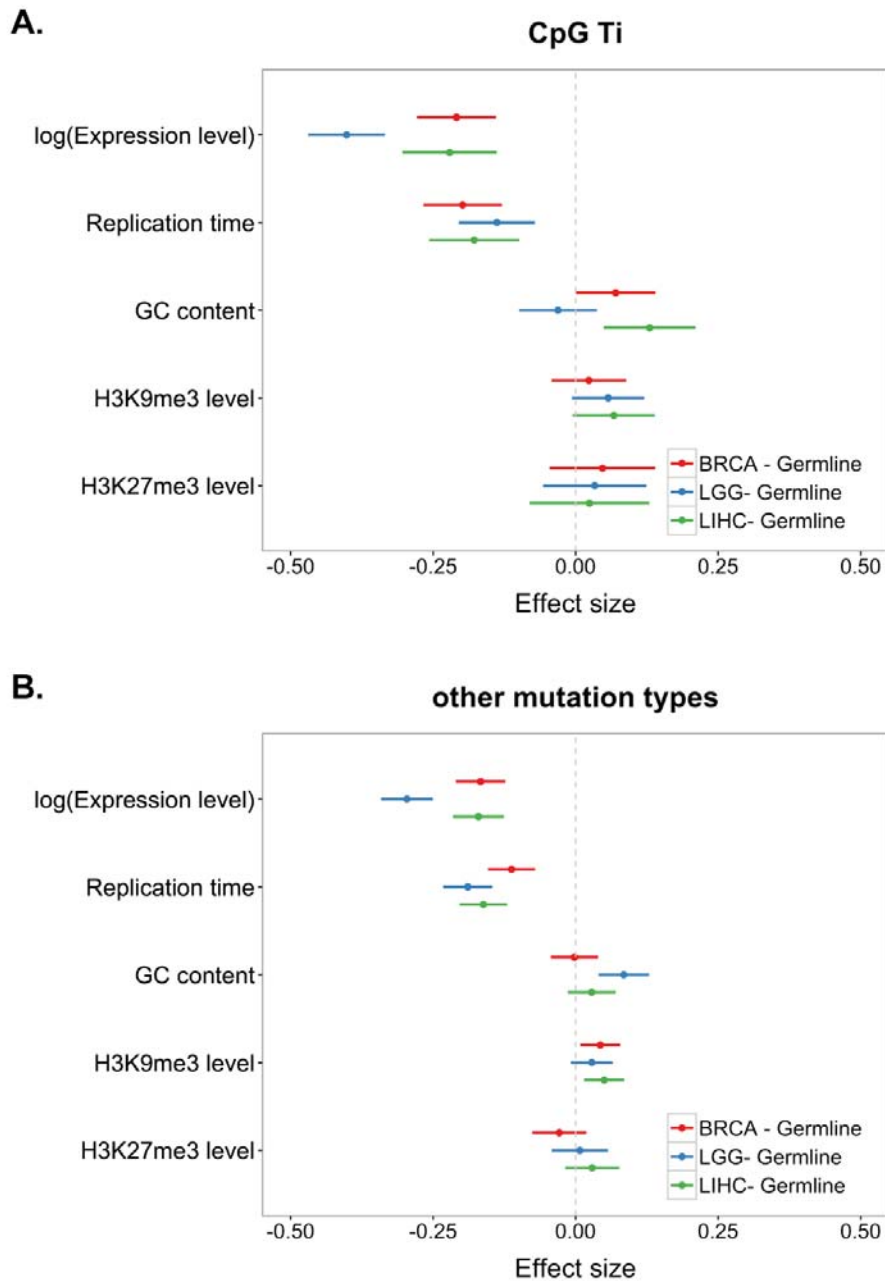 A.
CpG Ti
log(Expression level)
Replication time
GC content
H3K9me3 level
H3K27me3 level
BRCA - Germline
LGG- Germline
LIHC- Germline
-0.50 -0.25 0.00 0.25 0.50
Effect size
B.
other mutation types
log(Expression level)
Replication time
GC content
H3K9me3 level
H3K27me3 level
BRCA - Germline
LGG- Germline
LIHC- Germline
-0.50 -0.25 0.00 0.25 0.50
Effect size